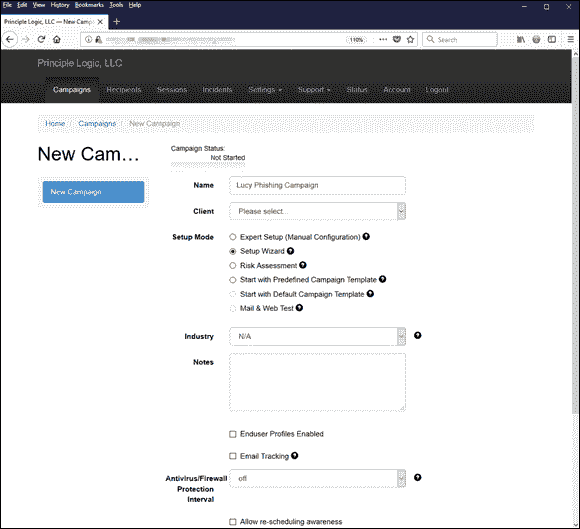 File Edit View History Bookmarks Tools Help
Principle Logic, LLC — New Cam
110%
Search
Principle Logic, LLC
Campaigns Recipients Sessions Incidents Settings Support Status Account Logout
Home / Campaigns / New Campaign
New Cam...
Campaign Status:
Not Started
New Campaign
Name Lucy Phishing Campaign
Client Please select...
Setup Mode Expert Setup (Manual Configuration)
Setup Wizard
Risk Assessment
Start with Predefined Campaign Template
Start with Default Campaign Template
Mail & Web Test
Industry N/A
Notes
Enduser Profiles Enabled
Email Tracking
Antivirus/Firewall off
Protection
Interval
Allow re-scheduling awareness